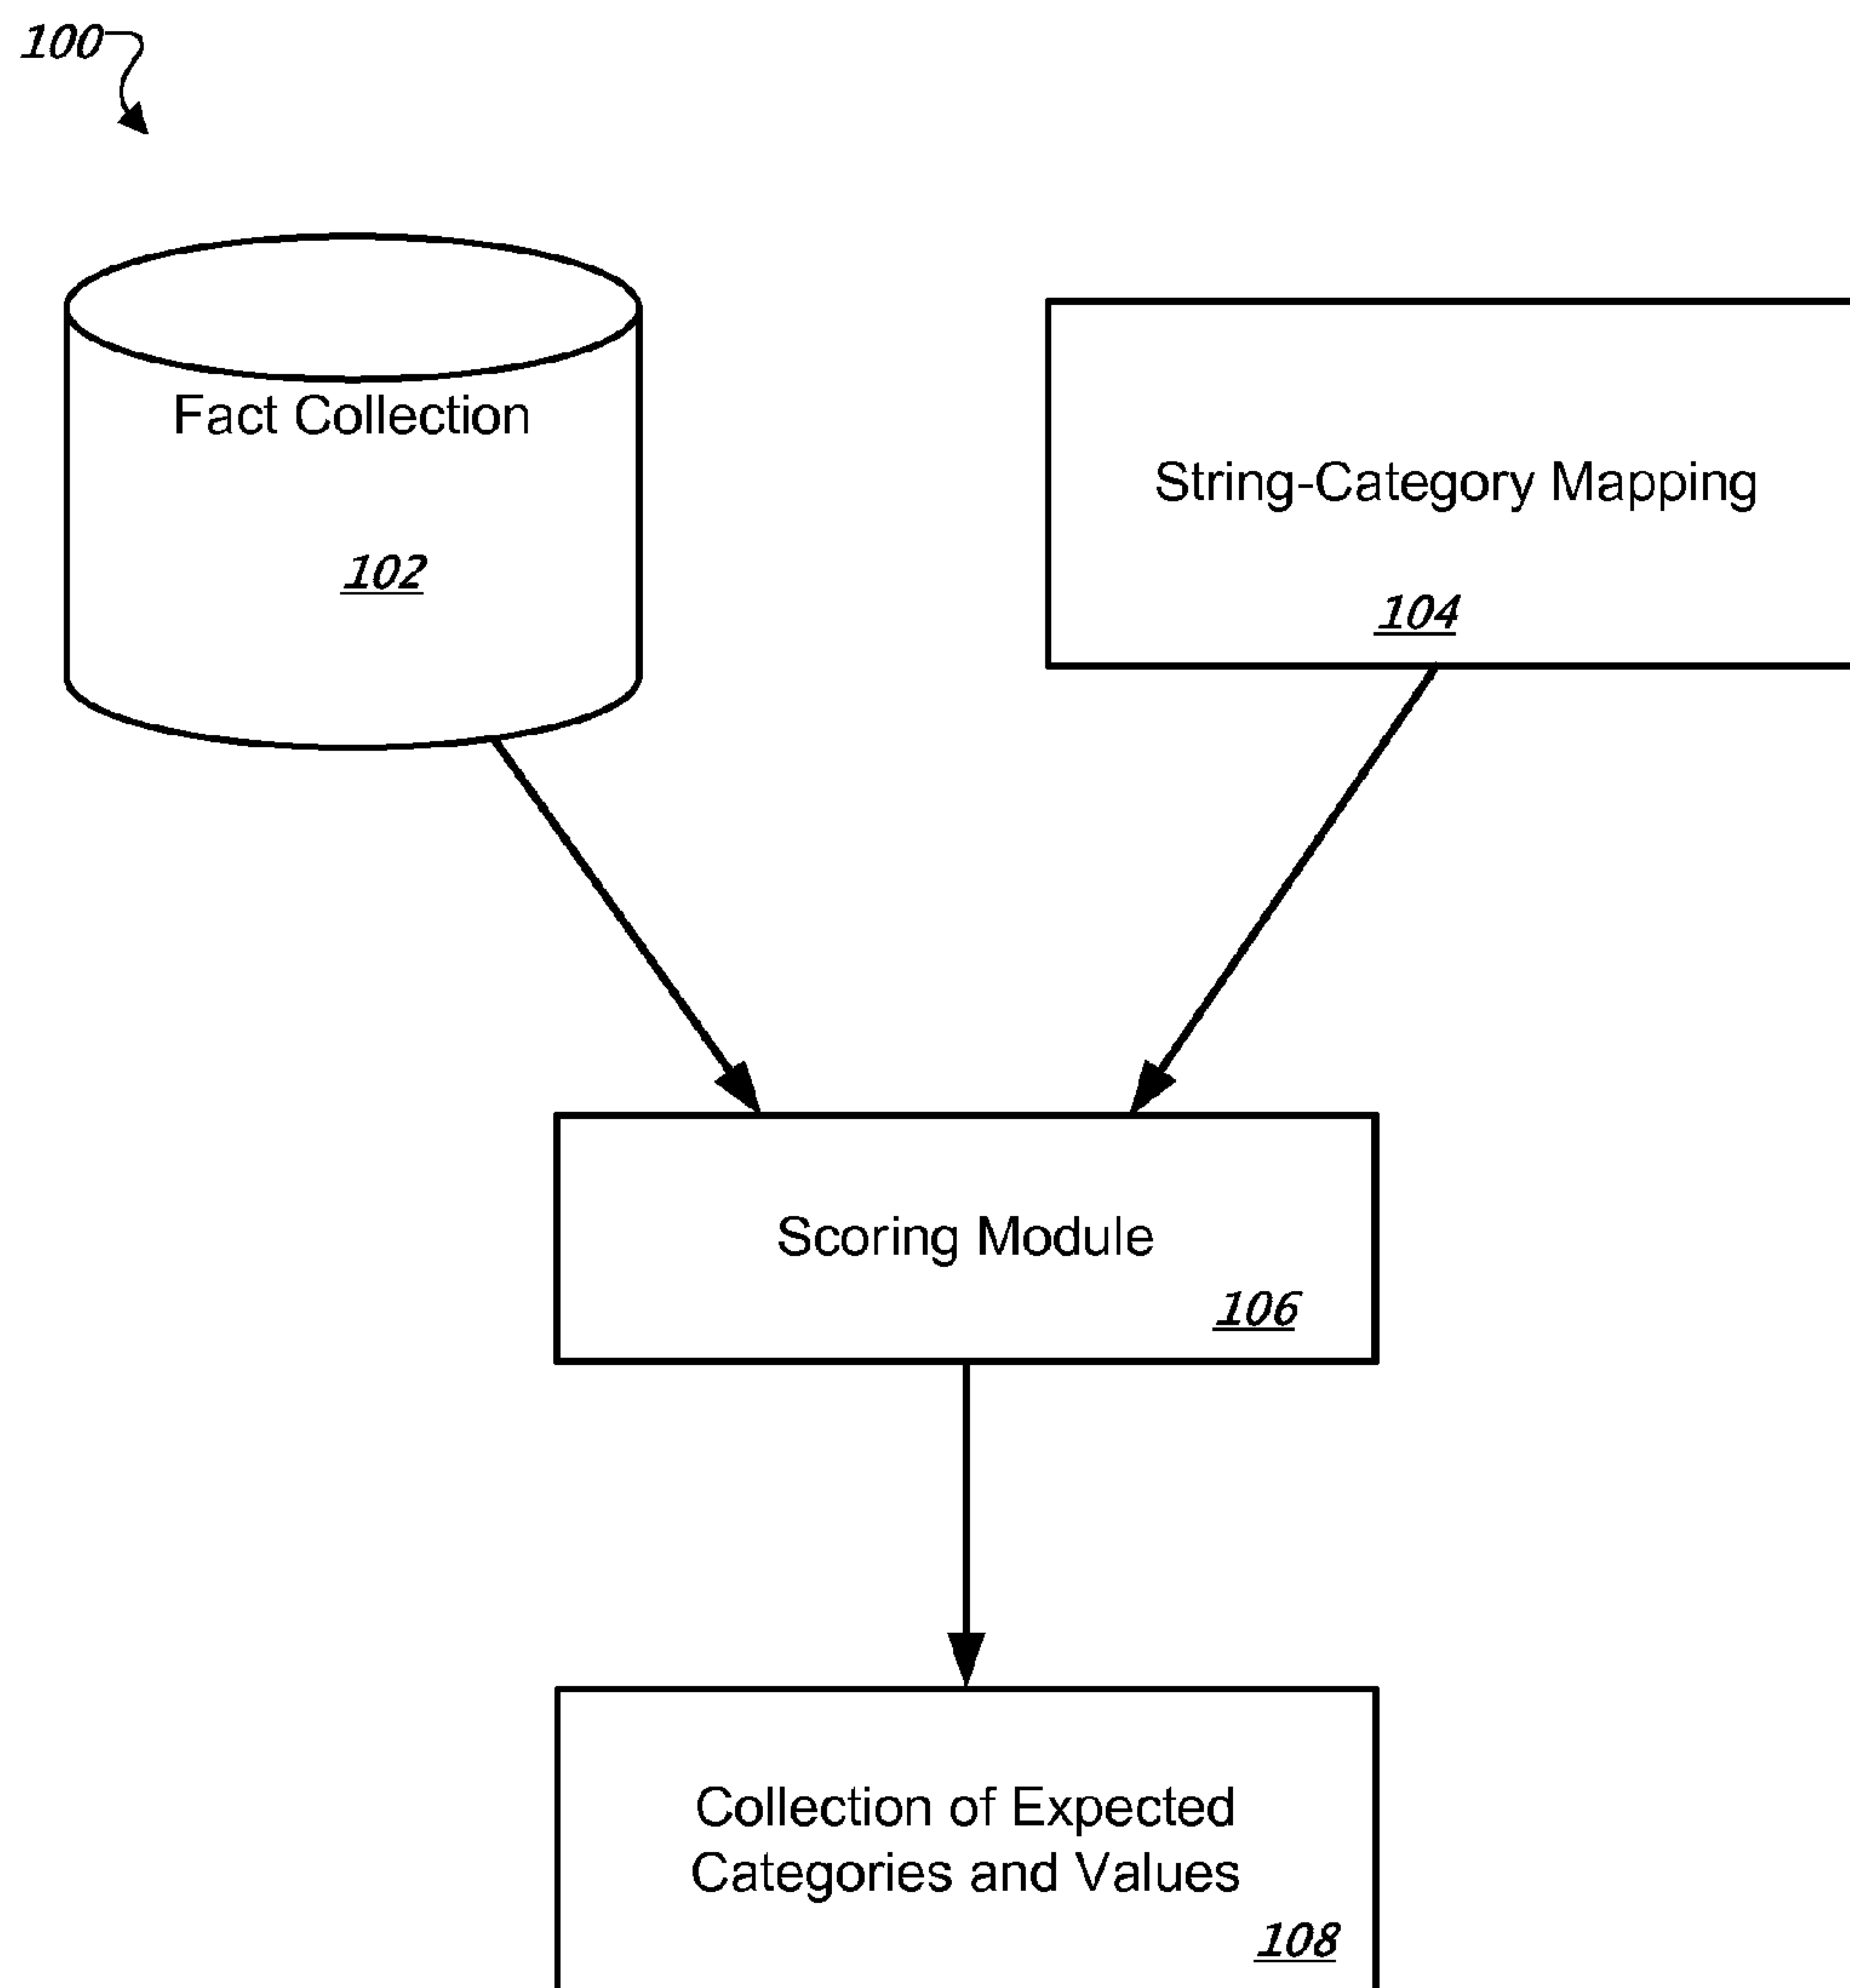 100
Fact Collection
102
String-Category Mapping
104
Scoring Module
106
Collection of Expected
Categories and Values
108